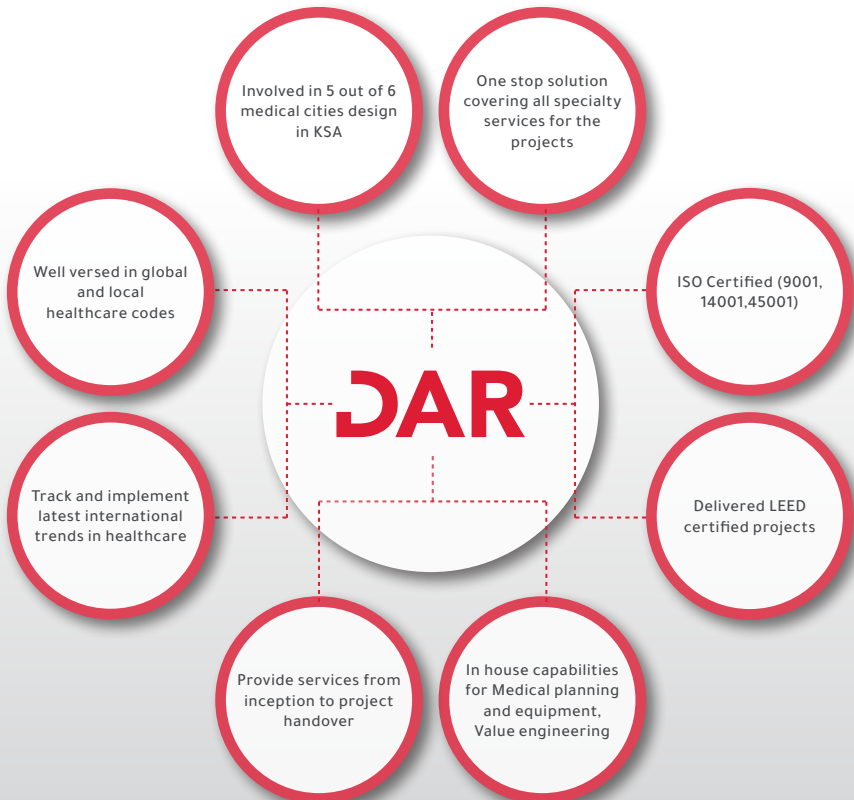 Involved in 5 out of 6
medical cities design
in KSA
One stop solution
covering all specialty
services for the
projects
Well versed in global
and local
healthcare codes
ISO Certified (9001,
14001,45001)
DAR
Track and implement
latest international
trends in healthcare
Delivered LEED
certified projects
Provide services from
inception to project
handover
In house capabilities
for Medical planning
and equipment,
Value engineering